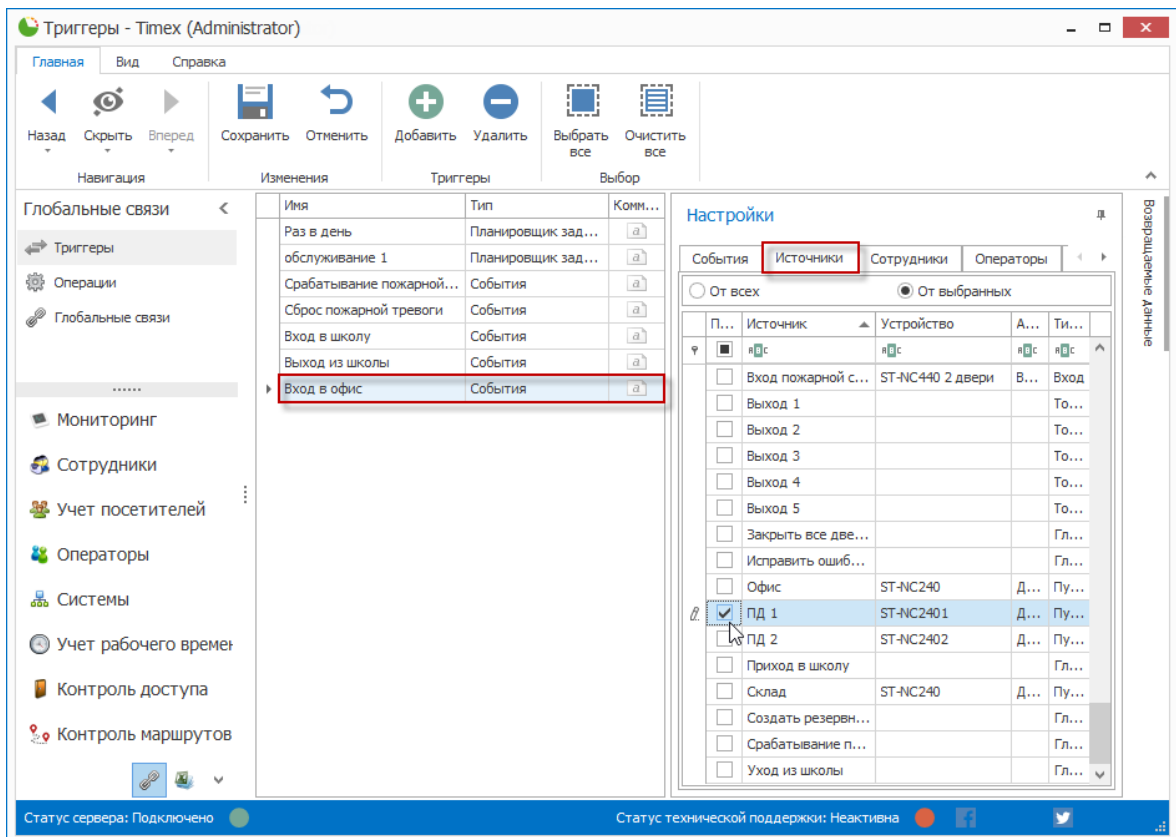 Триггеры - Timex (Administrator)
Главная Вид Справка
Назад Скрыть Вперед Сохранить Отменить Добавить Удалить Выбрать все Очистить все
Навигация Изменения Триггеры Выбор
Глобальные связи
Триггеры
Операции
Глобальные связи
Мониторинг
Сотрудники
Учет посетителей
Операторы
Системы
Учет рабочего времен
Контроль доступа
Контроль маршрутов
Имя Тип Комм...
Раз в день Планировщик зад... a
обслуживание 1 Планировщик зад... a
Срабатывание пожарной... События a
Сброс пожарной тревоги События a
Вход в школу События a
Выход из школы События a
Вход в офис События a
Настройки
События Источники Сотрудники Операторы
От всех От выбранных
П... Источник Устройство А... Ти...
ABC ABC ABC ABC
Вход пожарной с... ST-NC440 2 двери В... Вход
Выход 1 То...
Выход 2 То...
Выход 3 То...
Выход 4 То...
Выход 5 То...
Закрыть все две... Гл...
Исправить ошиб... Гл...
Офис ST-NC240 Д... Пу...
ПД 1 ST-NC2401 Д... Пу...
ПД 2 ST-NC2402 Д... Пу...
Приход в школу Гл...
Склад ST-NC240 Д... Пу...
Создать резервн... Гл...
Срабатывание п... Гл...
Уход из школы Гл...
Возвращаемые данные
Статус сервера: Подключено Статус технической поддержки: Неактивна